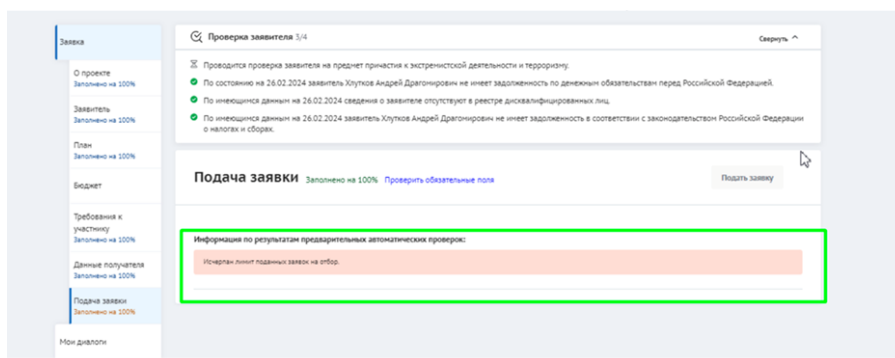 Заявка
О проекте
Заполнено на 100%
Заявитель
Заполнено на 100%
План
Заполнено на 100%
Бюджет
Требования к
участнику
Заполнено на 100%
Данные получателя
Заполнено на 100%
Подача заявки
Заполнено на 100%
Мои диалоги
Проверка заявителя 3/4
Свернуть
Проводится проверка заявителя на предмет причастия к экстремистской деятельности и терроризму.
По состоянию на 26.02.2024 заявитель Хлутков Андрей Драгомирович не имеет задолженность по денежным обязательствам перед Российской Федерацией.
По имеющимся данным на 26.02.2024 сведения о заявителе отсутствуют в реестре дисквалифицированных лиц.
По имеющимся данным на 26.02.2024 заявитель Хлутков Андрей Драгомирович не имеет задолженность в соответствии с законодательством Российской Федерации
о налогах и сборах.
Подача заявки Заполнено на 100% Проверить обязательные поля
Подать заявку
Информация по результатам предварительных автоматических проверок:
Исчерпан лимит поданных заявок на отбор.